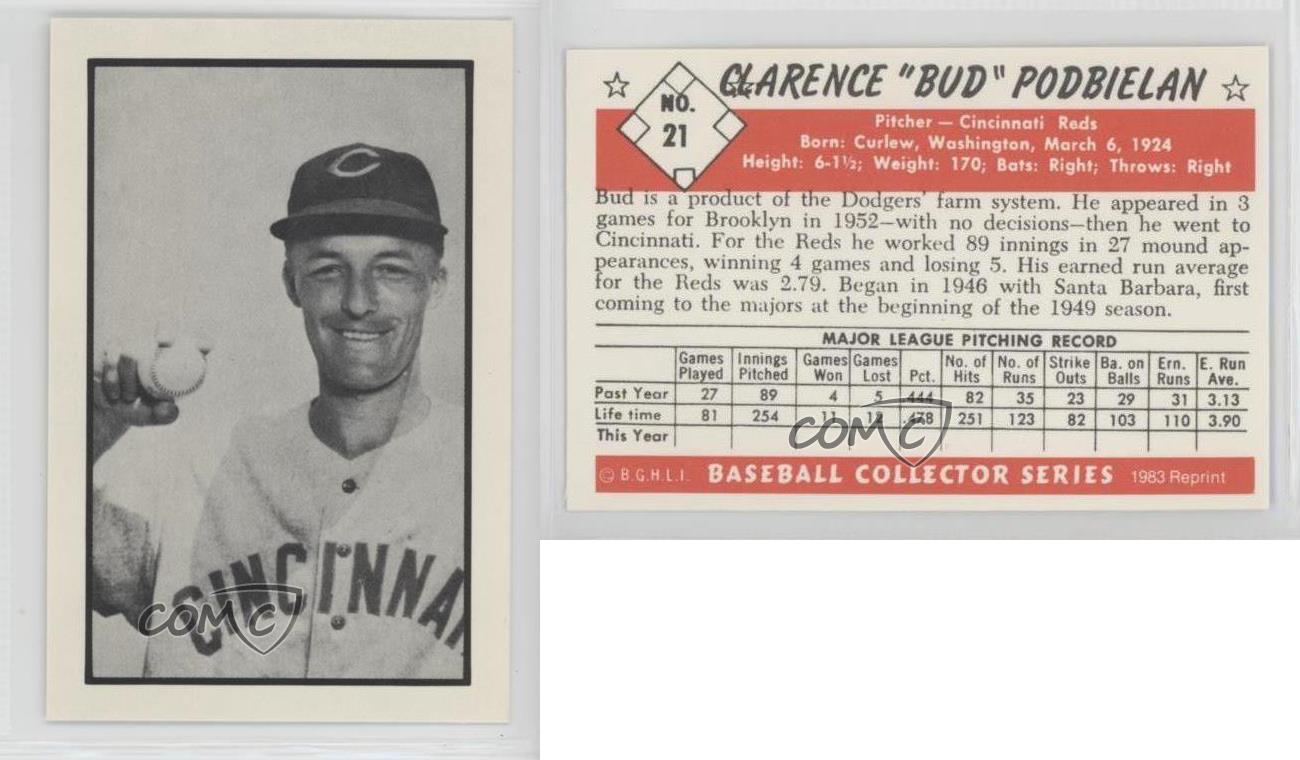 C
CINCINNA
COMC
NO.
21
CLARENCE "BUD" PODBIELAN
Pitcher — Cincinnati Reds
Born: Curlew, Washington, March 6, 1924
Height: 6-1½; Weight: 170; Bats: Right; Throws: Right
Bud is a product of the Dodgers' farm system. He appeared in 3
games for Brooklyn in 1952—with no decisions—then he went to
Cincinnati. For the Reds he worked 89 innings in 27 mound ap-
pearances, winning 4 games and losing 5. His earned run average
for the Reds was 2.79. Began in 1946 with Santa Barbara, first
coming to the majors at the beginning of the 1949 season.
MAJOR LEAGUE PITCHING RECORD
Games Played Innings Pitched Games Won Games Lost Pct. No. of Hits No. of Runs Strike Outs Ba. on Balls Ern. Runs E. Run Ave.
Past Year 27 89 4 5 .444 82 35 23 29 31 3.13
Life time 81 254 11 12 .478 251 123 82 103 110 3.90
This Year
COMC
© B.G.H.L.I. BASEBALL COLLECTOR SERIES 1983 Reprint